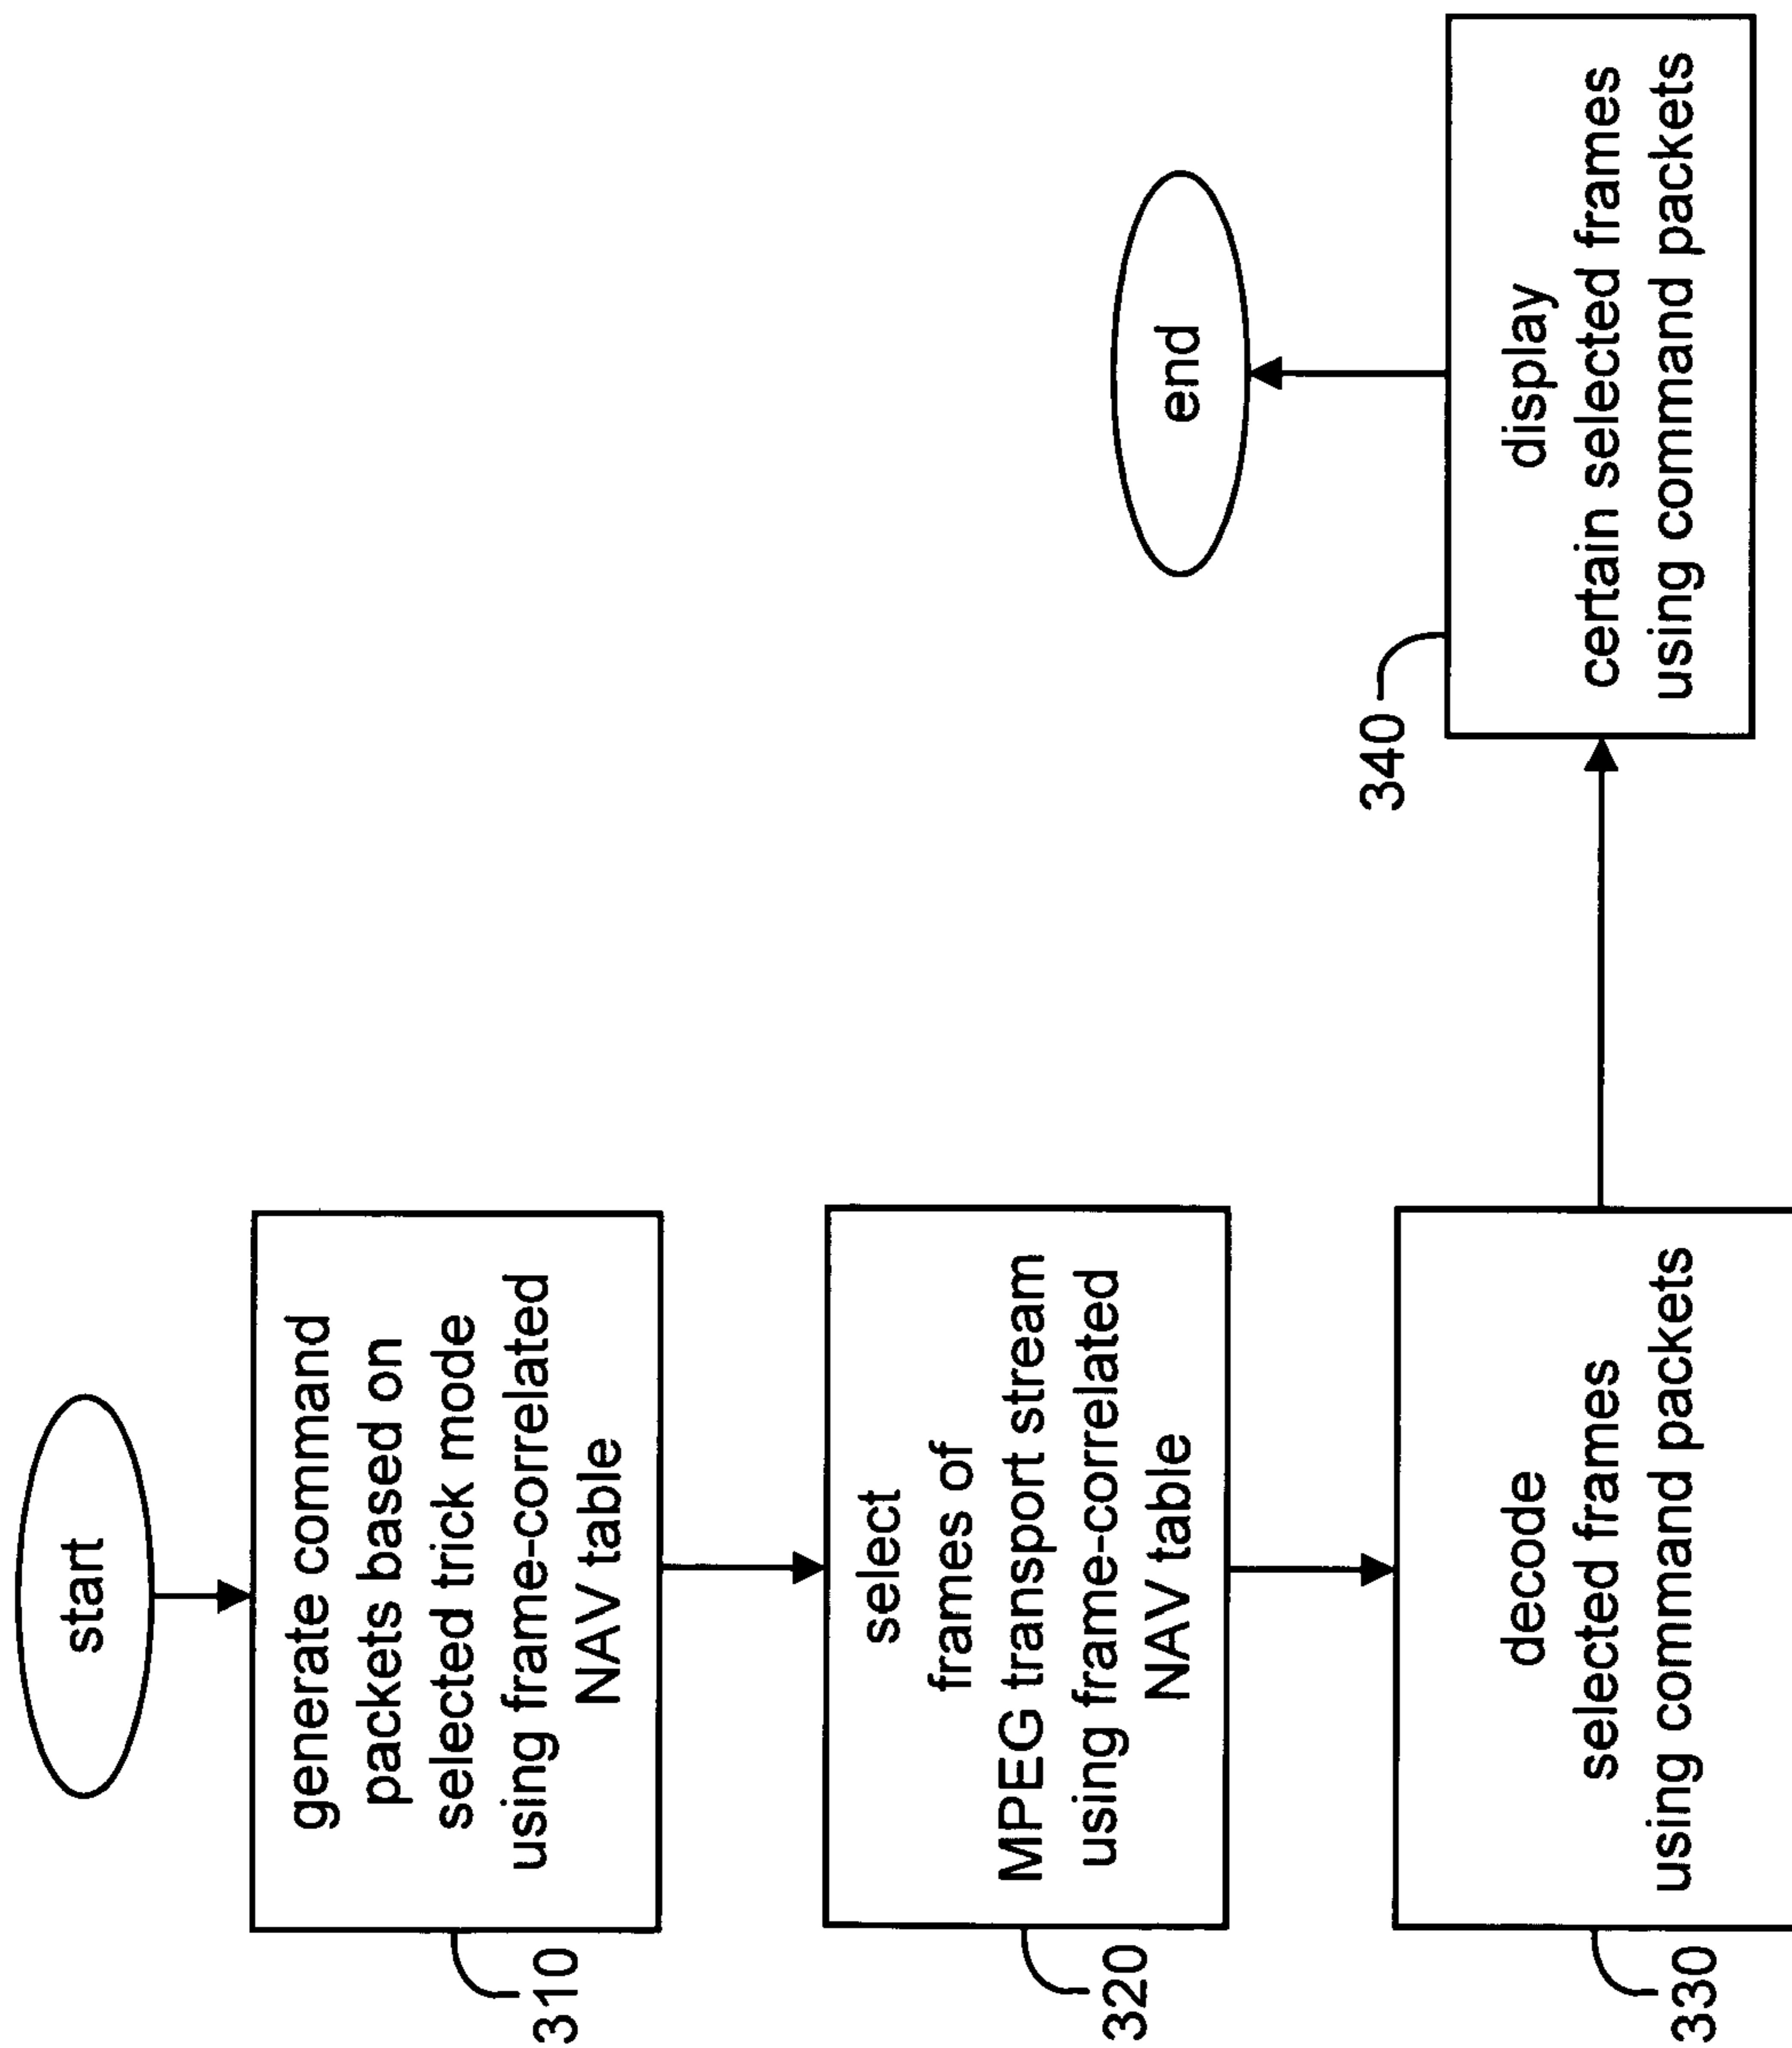 start
generate command
packets based on
selected trick mode
using frame-correlated
NAV table
310
select
frames of
MPEG transport stream
using frame-correlated
NAV table
320
decode
selected frames
using command packets
330
display
certain selected frames
using command packets
340
end